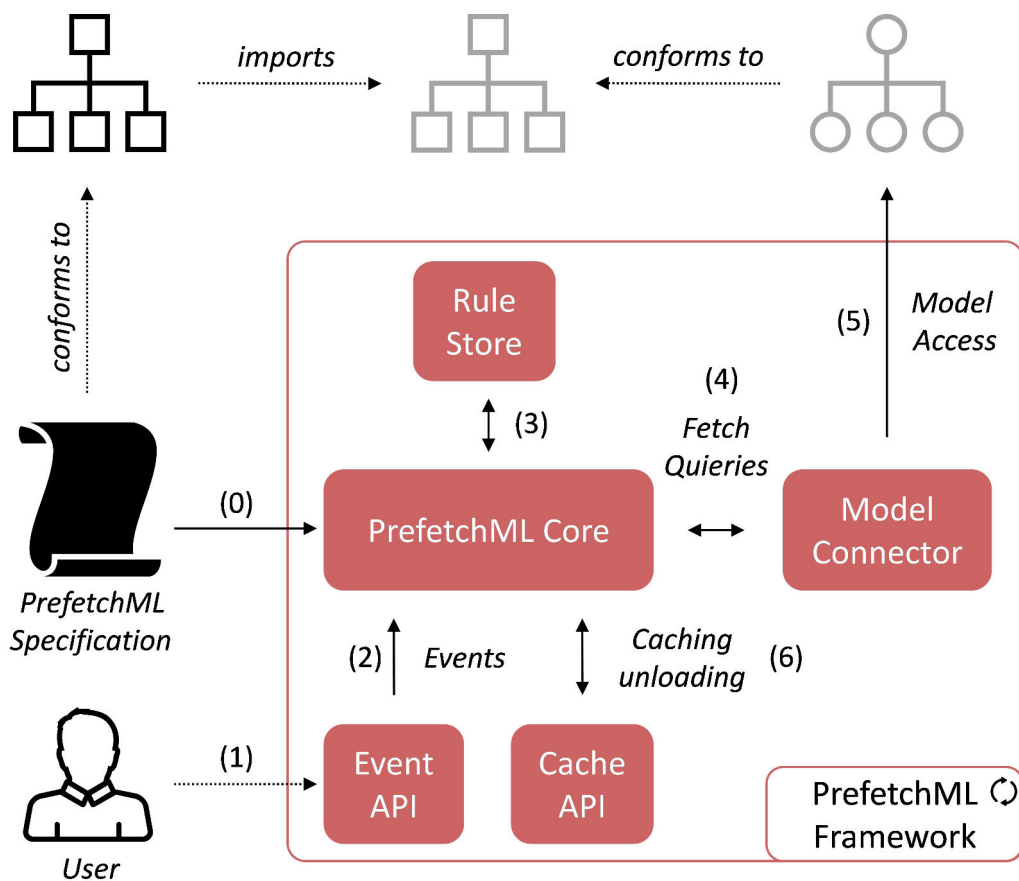 imports
conforms to
conforms to
Rule
Store
(5)
Model
Access
(4)
(3)
Fetch
Quieries
(0)
PrefetchML Core
Model
Connector
PrefetchML
Specification
(2)
Events
Caching
unloading
(6)
(1)
Event
API
Cache
API
PrefetchML
Framework
User